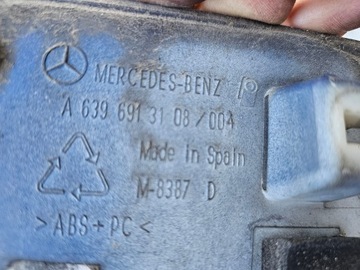 MERCEDES-BENZ
A 639 691 31 08 / 004
Made in Spain
M-8387 D
>ABS+PC<